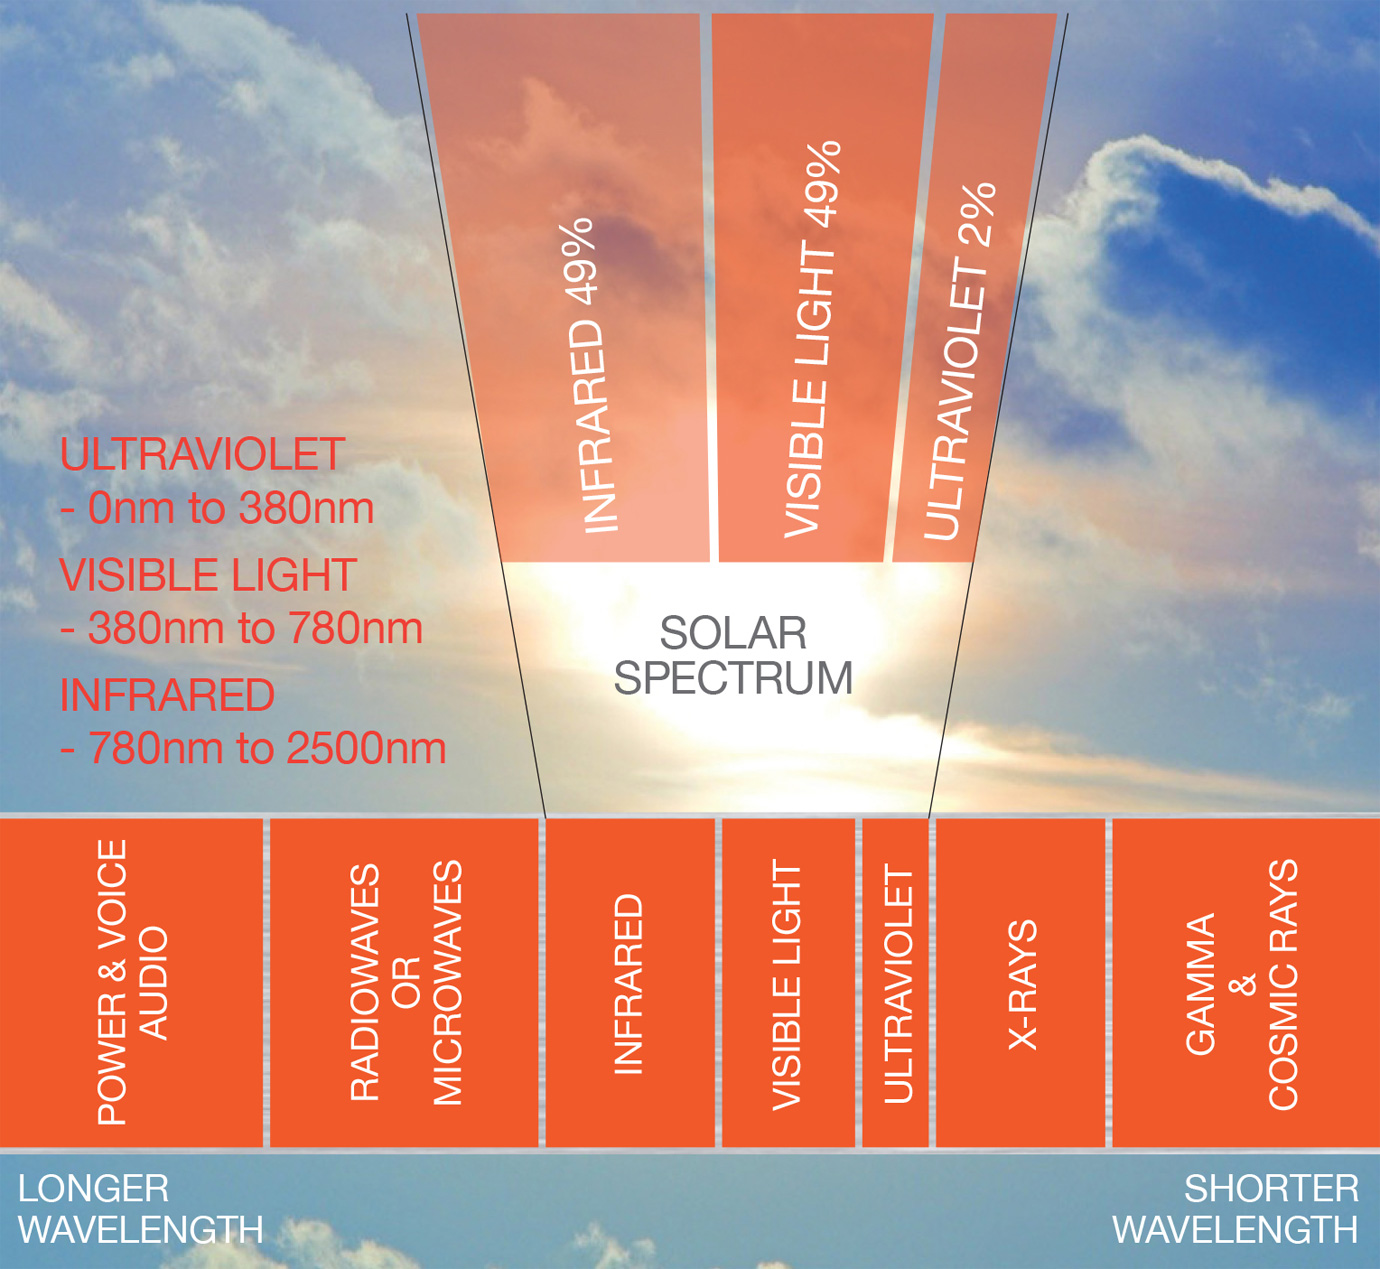 INFRARED 49%
VISIBLE LIGHT 49%
ULTRAVIOLET 2%
ULTRAVIOLET
- 0nm to 380nm
VISIBLE LIGHT
- 380nm to 780nm
INFRARED
- 780nm to 2500nm
SOLAR
SPECTRUM
POWER & VOICE
AUDIO
RADIOWAVES
OR
MICROWAVES
INFRARED
VISIBLE LIGHT
ULTRAVIOLET
X-RAYS
GAMMA
&
COSMIC RAYS
LONGER
WAVELENGTH
SHORTER
WAVELENGTH